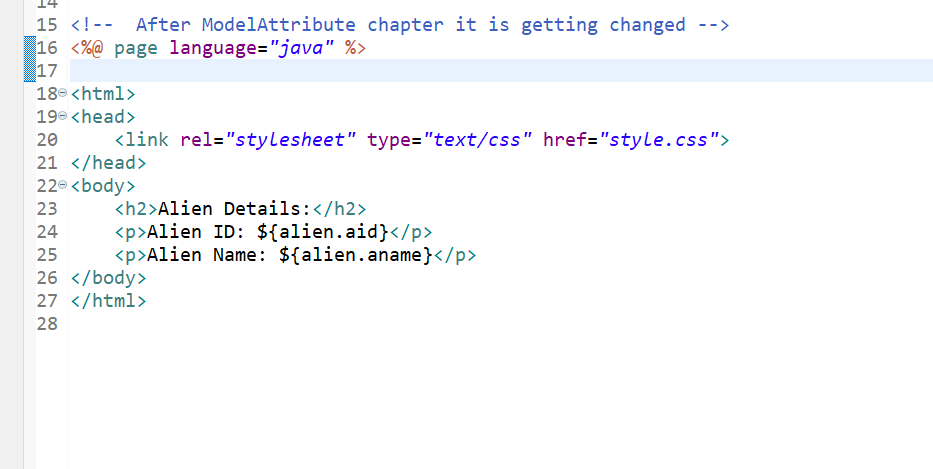 14
15 <!--  After ModelAttribute chapter it is getting changed -->
16 <%@ page language="java" %>
17
18 <html>
19 <head>
20     <link rel="stylesheet" type="text/css" href="style.css">
21 </head>
22 <body>
23     <h2>Alien Details:</h2>
24     <p>Alien ID: ${alien.aid}</p>
25     <p>Alien Name: ${alien.aname}</p>
26 </body>
27 </html>
28